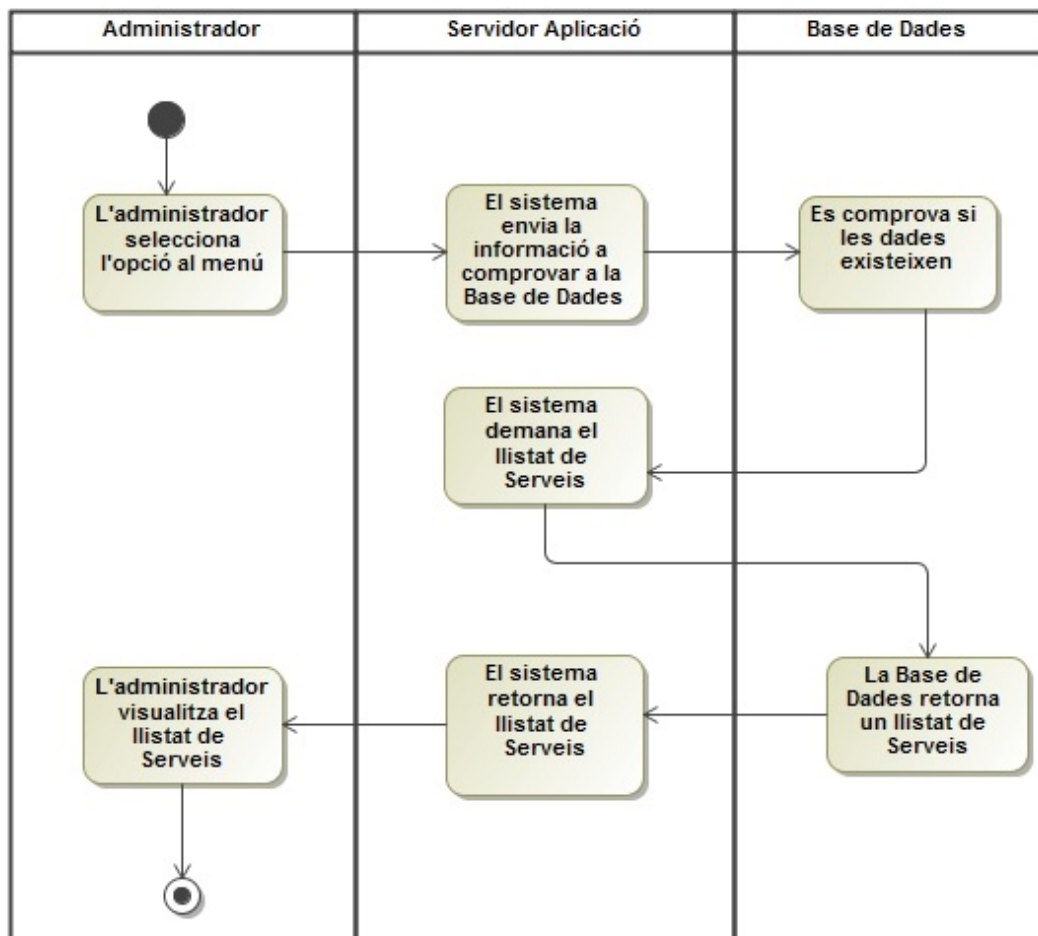 Administrador
Servidor Aplicació
Base de Dades
L'administrador
selecciona
l'opció al menú
El sistema
envia la
informació a
comprovar a la
Base de Dades
Es comprova si
les dades
existeixen
El sistema
demana el
llistat de
Serveis
L'administrador
visualitza el
llistat de
Serveis
El sistema
retorna el
llistat de
Serveis
La Base de
Dades retorna
un llistat de
Serveis